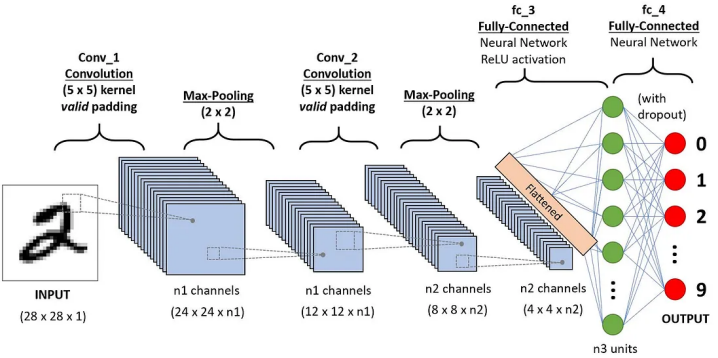 fc_3
Fully-Connected
Neural Network
ReLU activation
fc_4
Fully-Connected
Neural Network
Conv_1
Convolution
(5 x 5) kernel
valid padding
Max-Pooling
(2 x 2)
Conv_2
Convolution
(5 x 5) kernel
valid padding
Max-Pooling
(2 x 2)
(with
dropout)
Flattened
0
1
2
⋮
9
⋮
INPUT
(28 x 28 x 1)
n1 channels
(24 x 24 x n1)
n1 channels
(12 x 12 x n1)
n2 channels
(8 x 8 x n2)
n2 channels
(4 x 4 x n2)
OUTPUT
n3 units